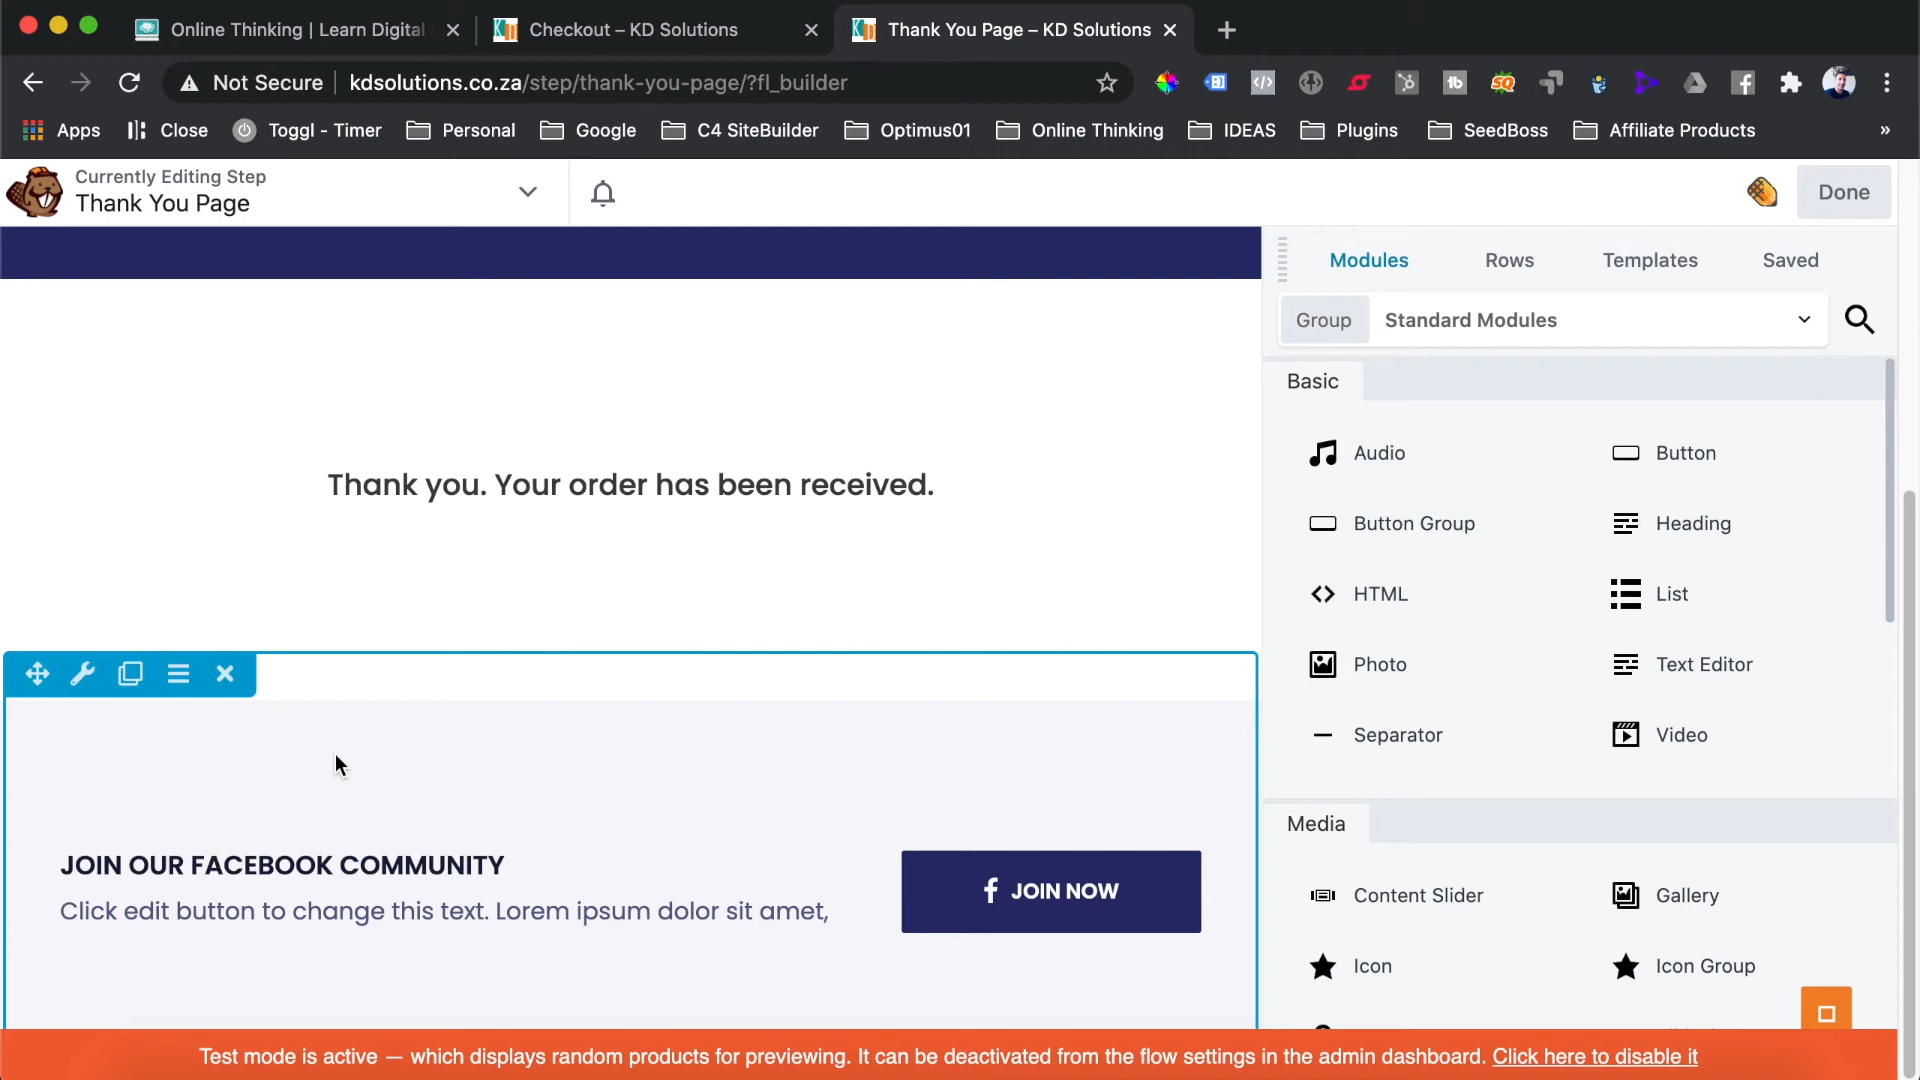 Online Thinking | Learn Digital
Checkout – KD Solutions
Thank You Page – KD Solutions
Not Secure
kdsolutions.co.za/step/thank-you-page/?fl_builder
Apps
Close
Toggl - Timer
Personal
Google
C4 SiteBuilder
Optimus01
Online Thinking
IDEAS
Plugins
SeedBoss
Affiliate Products
»
Currently Editing Step
Thank You Page
Done
Modules
Rows
Templates
Saved
Group
Standard Modules
Basic
Audio
Button
Button Group
Heading
HTML
List
Photo
Text Editor
Separator
Video
Media
Content Slider
Gallery
Icon
Icon Group
Thank you. Your order has been received.
JOIN OUR FACEBOOK COMMUNITY
Click edit button to change this text. Lorem ipsum dolor sit amet,
JOIN NOW
Test mode is active — which displays random products for previewing. It can be deactivated from the flow settings in the admin dashboard. Click here to disable it